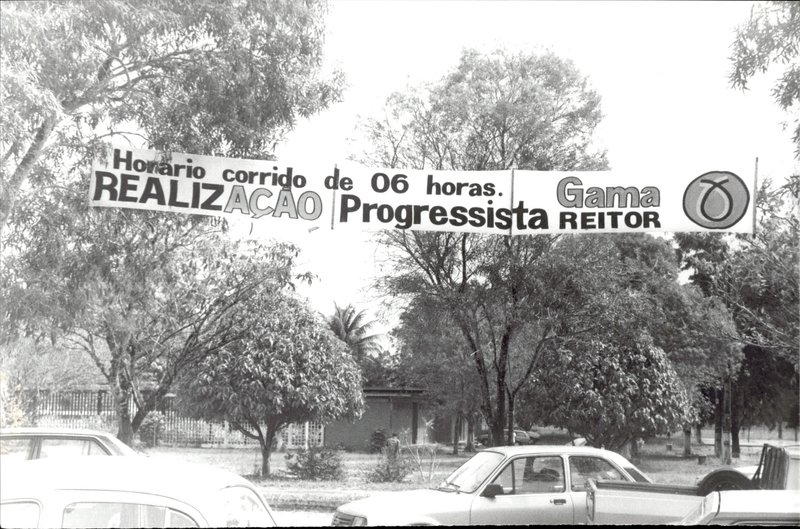 Horário corrido de 06 horas.
REALIZAÇÃO Progressista
Gama
REITOR